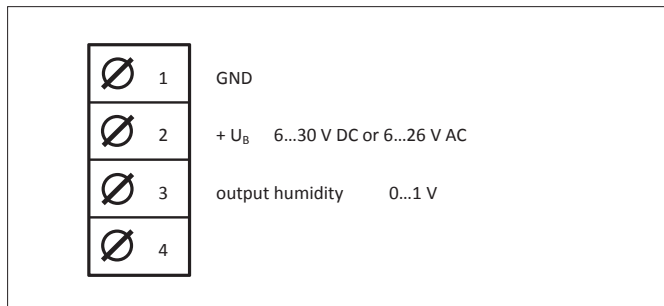 1 GND
2 + U_B 6...30 V DC or 6...26 V AC
3 output humidity 0...1 V
4